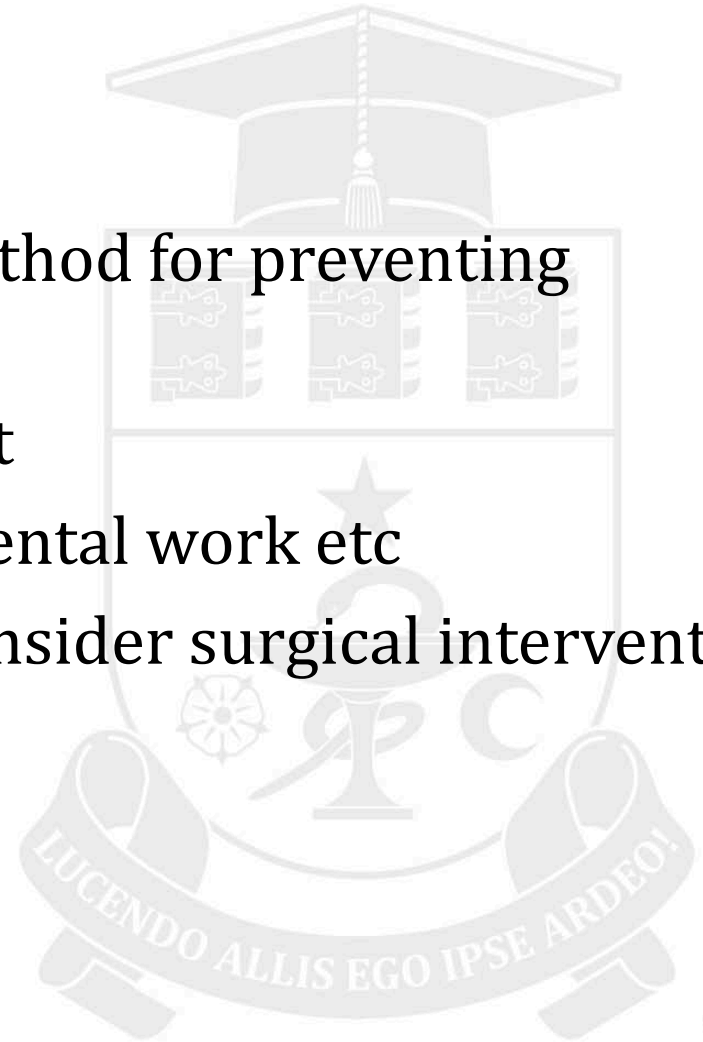 thod for preventing
t
ental work etc
nsider surgical intervent
LUCENDO ALLIS EGO IPSE ARDEO!